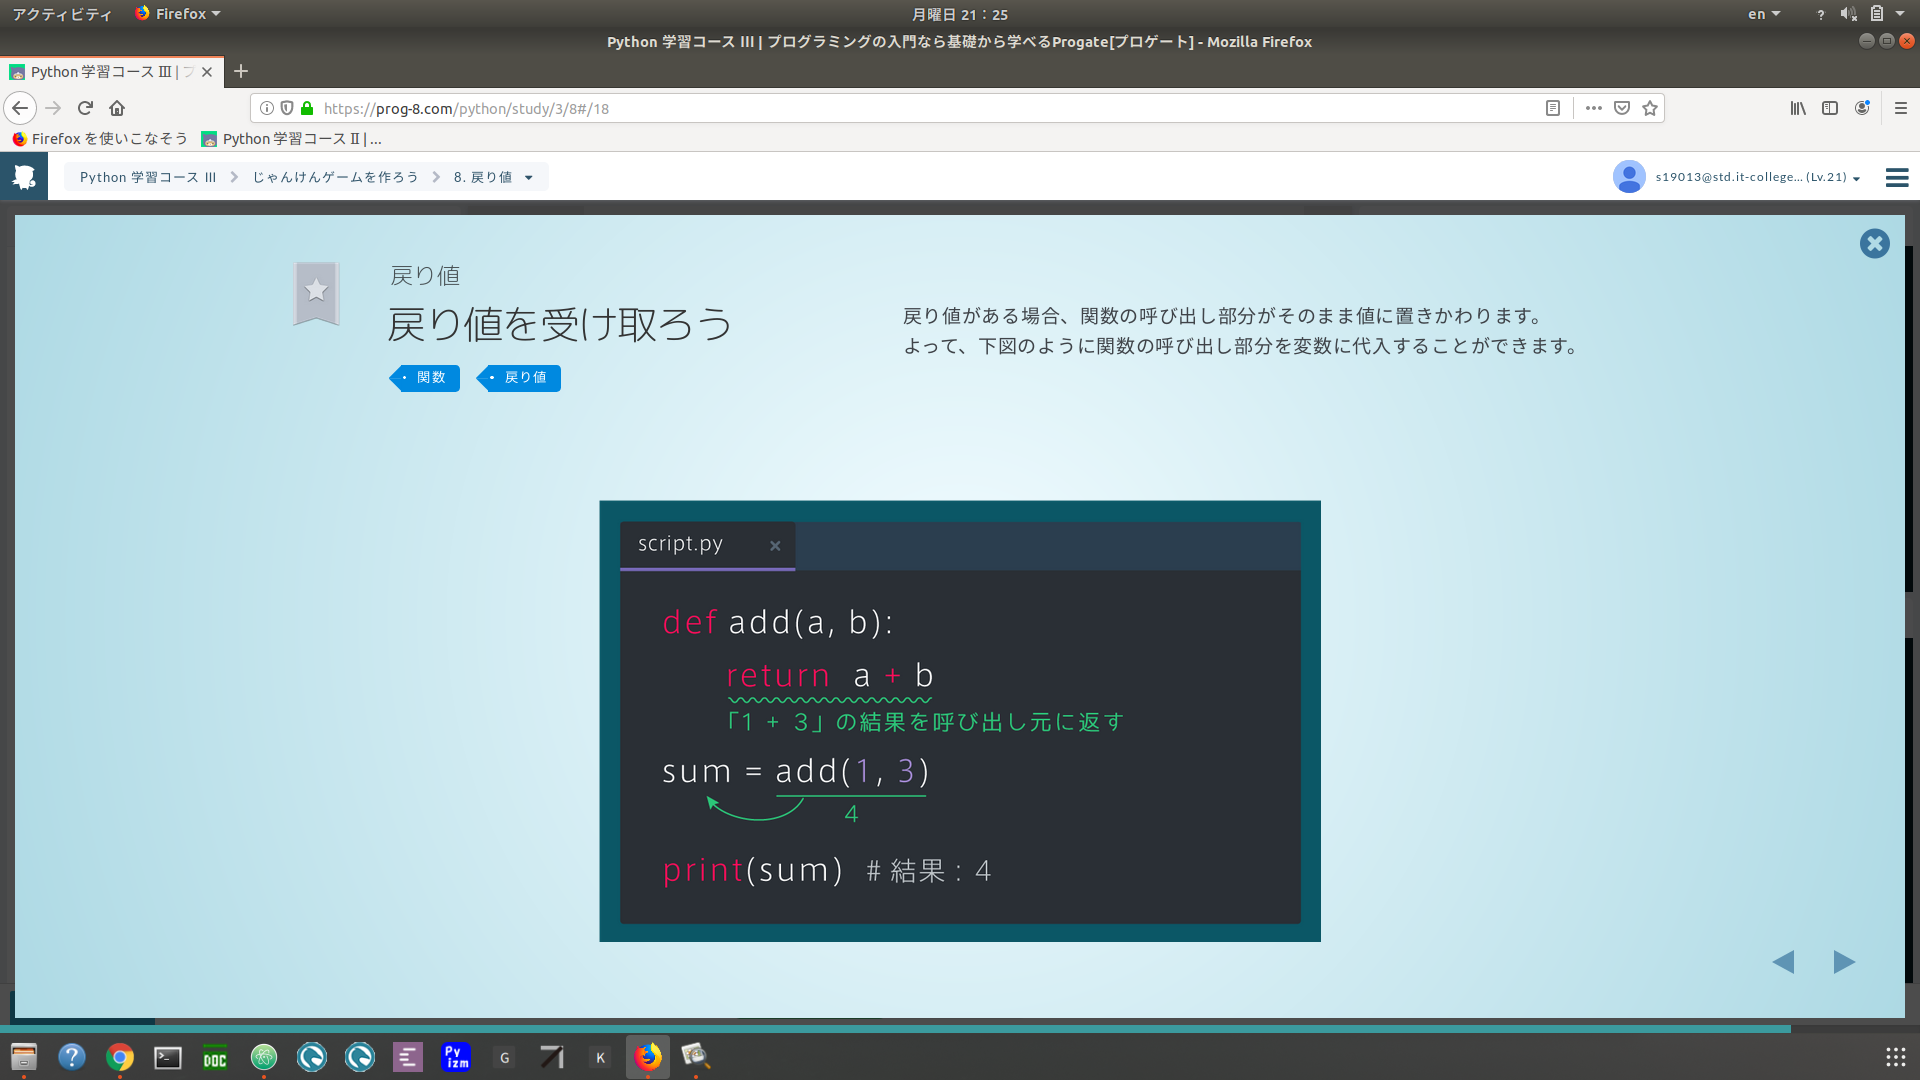 アクティビティ Firefox 月曜日 21：25 en ?
Python 学習コース III | プログラミングの入門なら基礎から学べるProgate[プロゲート] - Mozilla Firefox
Python 学習コース III |
https://prog-8.com/python/study/3/8#/18
Firefox を使いこなそう Python 学習コース II | ...
Python 学習コース III じゃんけんゲームを作ろう 8. 戻り値 s19013@std.it-college... (Lv.21)
戻り値
戻り値を受け取ろう
関数 戻り値
戻り値がある場合、関数の呼び出し部分がそのまま値に置きかわります。
よって、下図のように関数の呼び出し部分を変数に代入することができます。
script.py ×
def add(a, b):
return a + b
「1 + 3」の結果を呼び出し元に返す
sum = add(1, 3)
4
print(sum) # 結果：4
? DOC Py izm G K